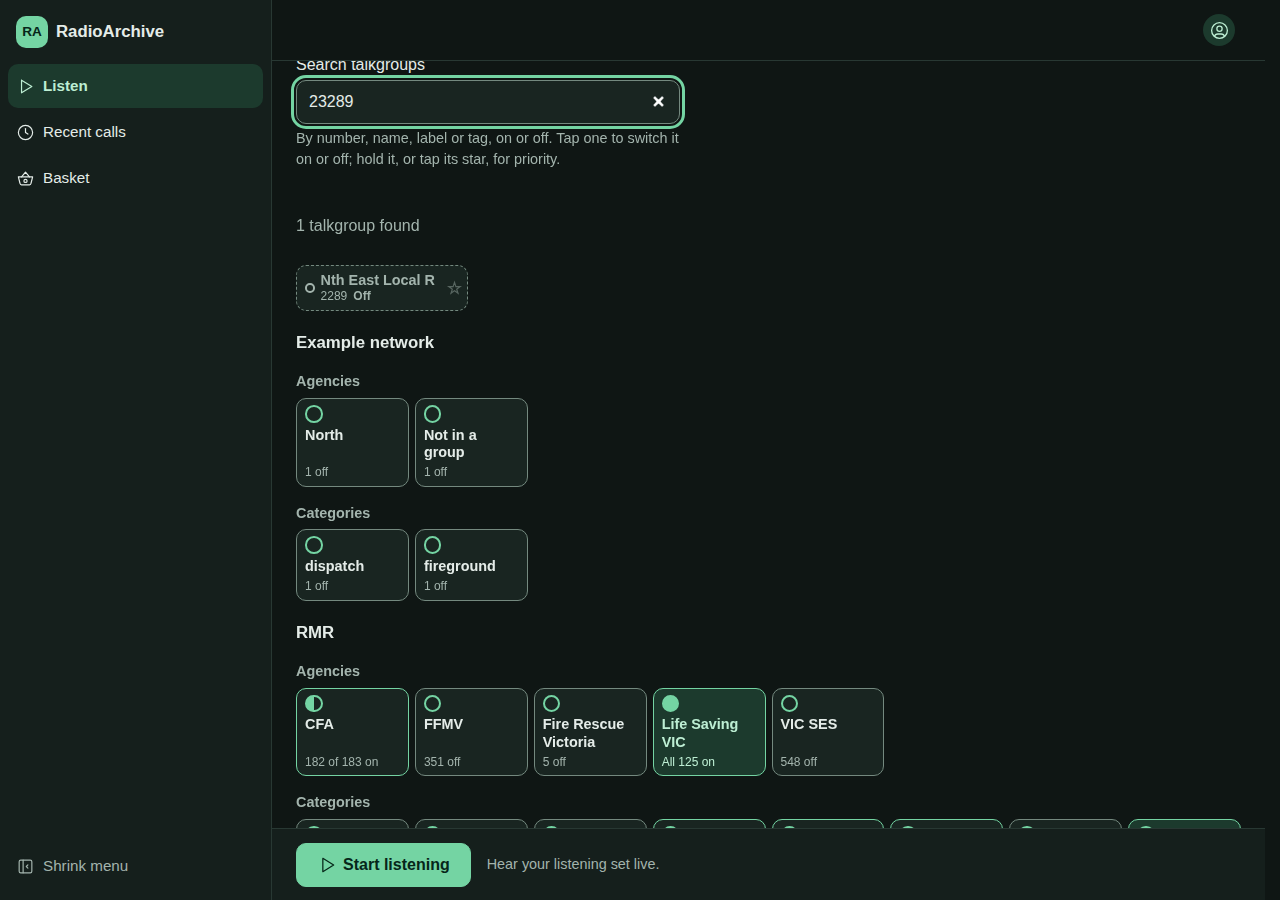 RA RadioArchive
Listen
Recent calls
Basket
Shrink menu
Search talkgroups
23289
By number, name, label or tag, on or off. Tap one to switch it
on or off; hold it, or tap its star, for priority.
1 talkgroup found
Nth East Local R
2289 Off
Example network
Agencies
North
1 off
Not in a
group
1 off
Categories
dispatch
1 off
fireground
1 off
RMR
Agencies
CFA
182 of 183 on
FFMV
351 off
Fire Rescue
Victoria
5 off
Life Saving
VIC
All 125 on
VIC SES
548 off
Categories
Start listening
Hear your listening set live.